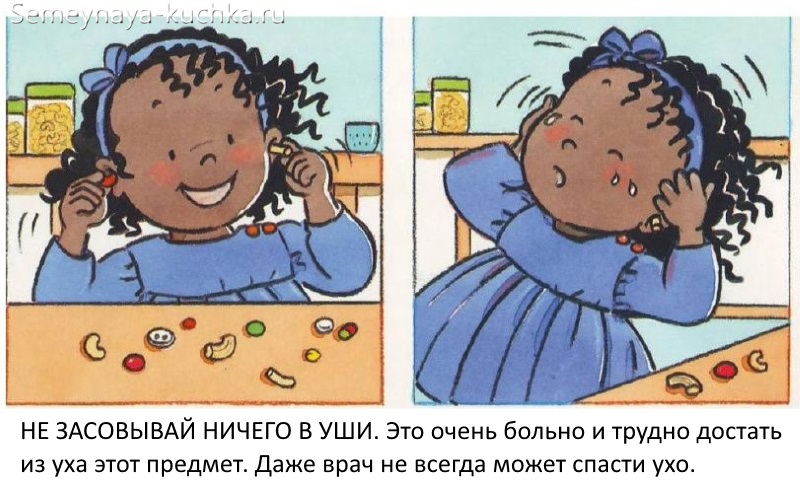 Semeynaya-kuchka.ru
НЕ ЗАСОВЫВАЙ НИЧЕГО В УШИ. Это очень больно и трудно достать
из уха этот предмет. Даже врач не всегда может спасти ухо.